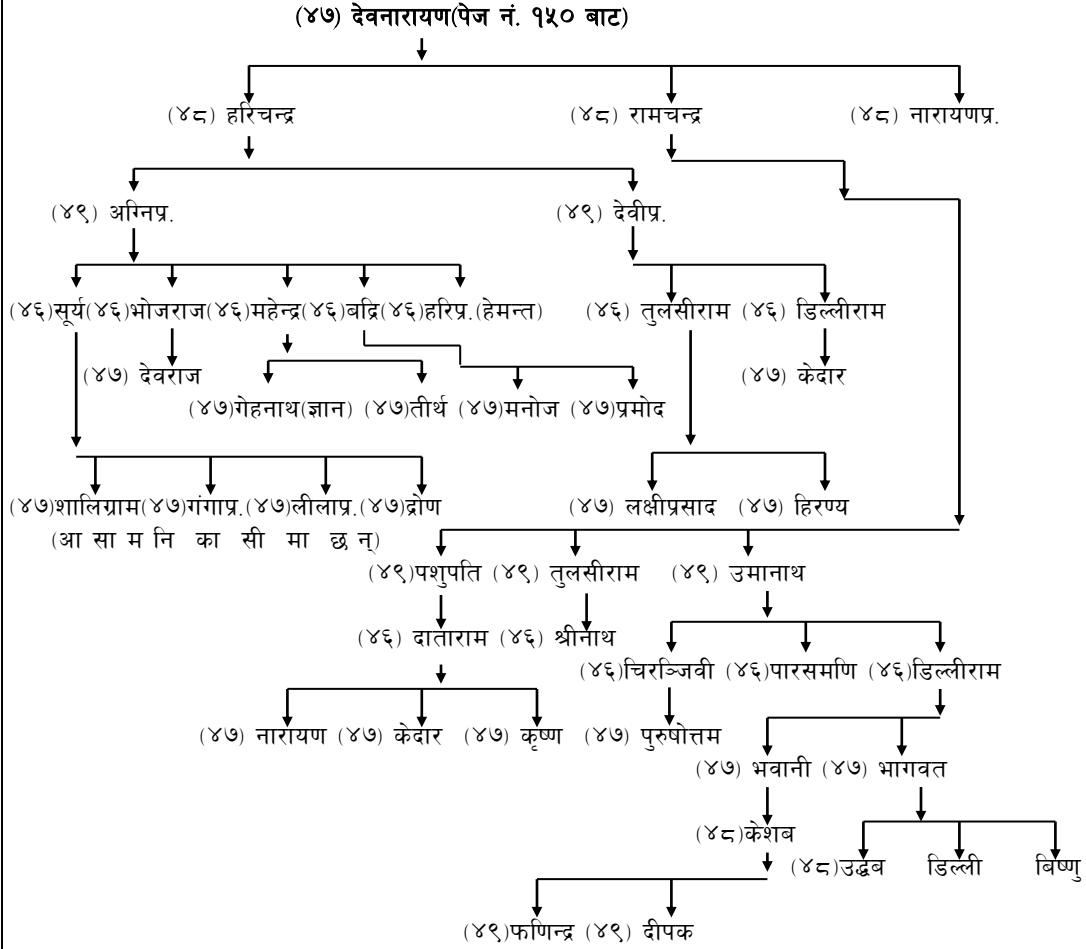 (४७) देवनारायण(पेज नं. १५० बाट)
(४८) हरिचन्द्र (४८) रामचन्द्र (४८) नारायणप्र.
(४९) अग्निप्र. (४९) देवीप्र.
(४६)सूर्य(४६)भोजराज(४६)महेन्द्र(४६)बद्रि(४६)हरिप्र.(हेमन्त) (४६) तुलसीराम (४६) डिल्लीराम
(४७) देवराज (४७) केदार
(४७)गेहनाथ(ज्ञान) (४७)तीर्थ (४७)मनोज (४७)प्रमोद
(४७)शालिग्राम(४७)गंगाप्र.(४७)लीलाप्र.(४७)द्रोण (४७) लक्षीप्रसाद (४७) हिरण्य
(आ सा म नि का सी मा छ न्)
(४९)पशुपति (४९) तुलसीराम (४९) उमानाथ
(४६) दाताराम (४६) श्रीनाथ
(४६)चिरञ्जिवी (४६)पारसमणि (४६)डिल्लीराम
(४७) नारायण (४७) केदार (४७) कृष्ण (४७) पुरुषोत्तम
(४७) भवानी (४७) भागवत
(४८)केशब
(४८)उद्धब डिल्ली बिष्णु
(४९)फणिन्द्र (४९) दीपक